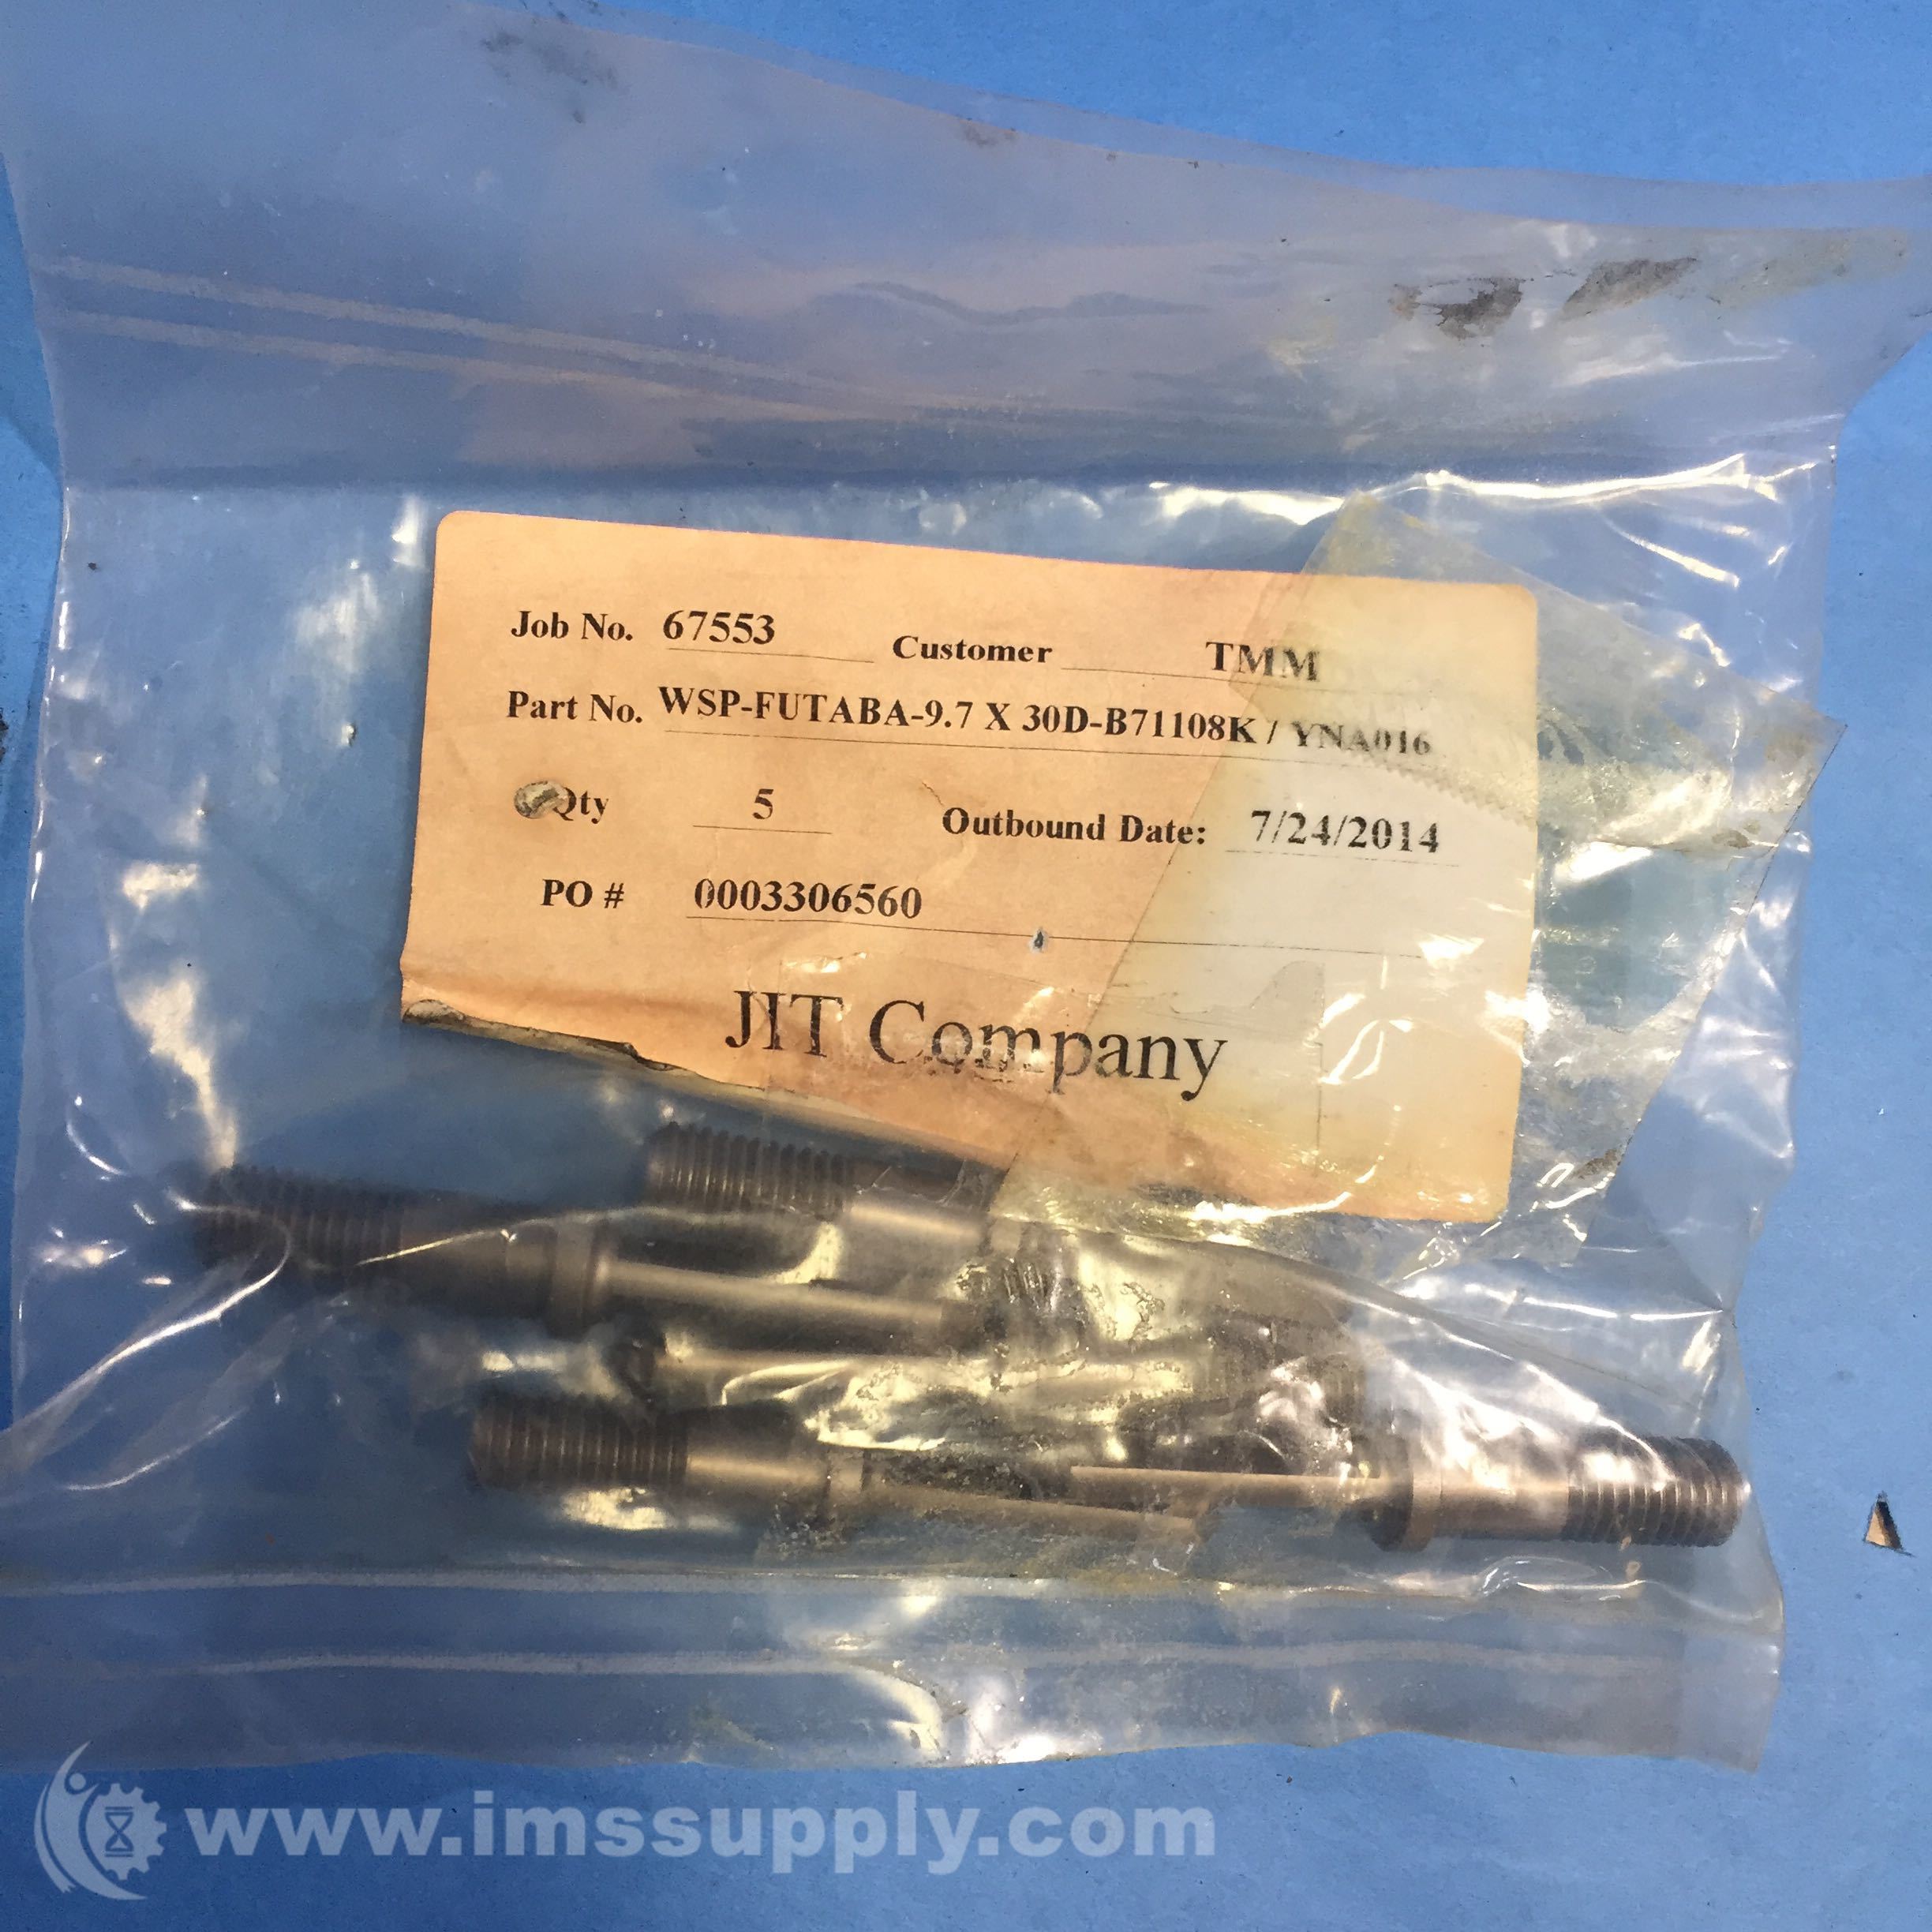 Job No. 67553 Customer TMM
Part No. WSP-FUTABA-9.7 X 30D-B71108K / YNA016
Qty 5 Outbound Date: 7/24/2014
PO # 0003306560
JIT Company
www.imssupply.com